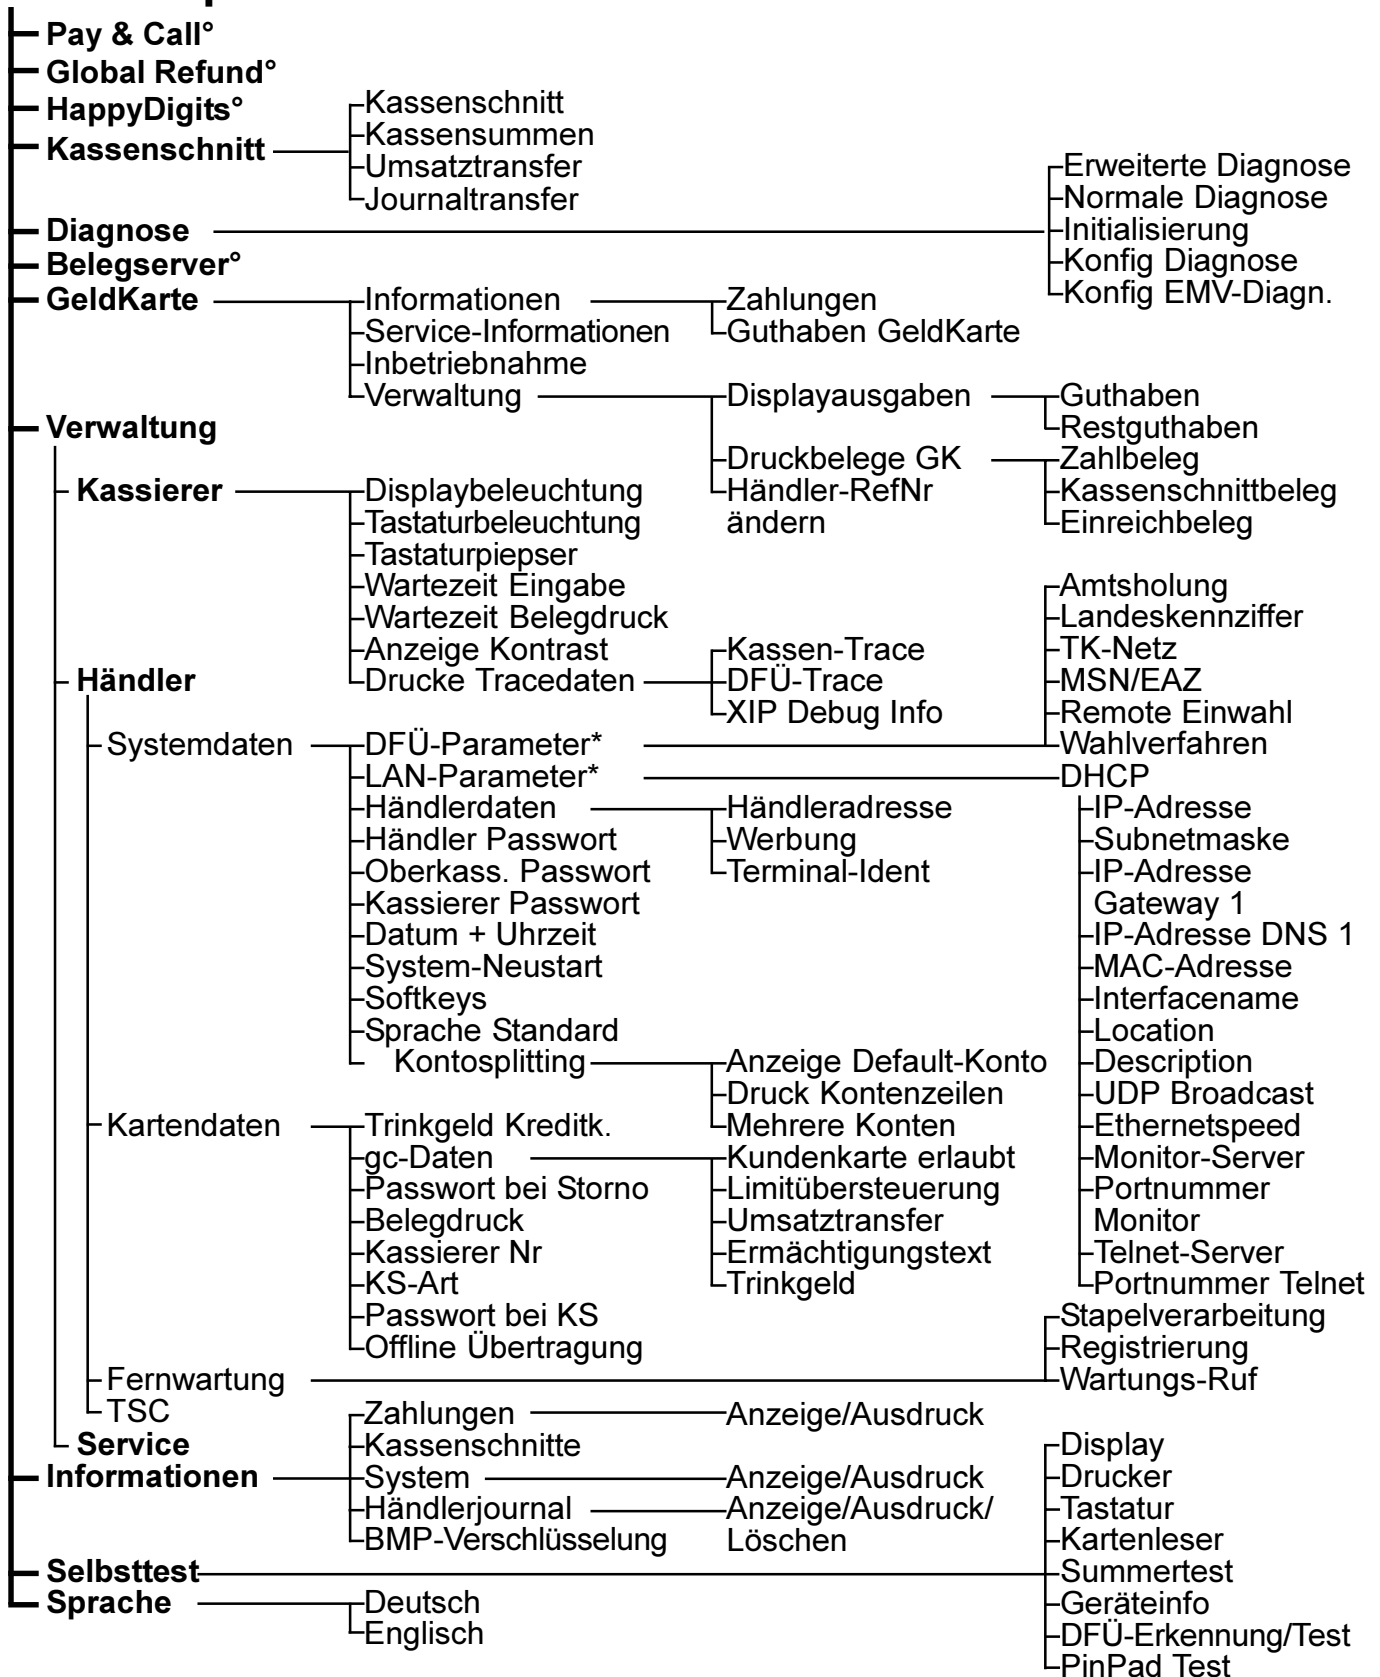 Pay & Call°
Global Refund°
HappyDigits°
Kassenschnitt
Kassenschnitt
Kassensummen
Umsatztransfer
Journaltransfer
Diagnose
Erweiterte Diagnose
Normale Diagnose
Initialisierung
Konfig Diagnose
Konfig EMV-Diagn.
Belegserver°
GeldKarte
Informationen
Zahlungen
Guthaben GeldKarte
Service-Informationen
Inbetriebnahme
Verwaltung
Displayausgaben
Guthaben
Restguthaben
Druckbelege GK
Zahlbeleg
Kassenschnittbeleg
Einreichbeleg
Händler-RefNr
ändern
Verwaltung
Kassierer
Displaybeleuchtung
Tastaturbeleuchtung
Tastaturpiepser
Wartezeit Eingabe
Wartezeit Belegdruck
Anzeige Kontrast
Drucke Tracedaten
Kassen-Trace
DFÜ-Trace
XIP Debug Info
Händler
Systemdaten
DFÜ-Parameter*
Amtsholung
Landeskennziffer
TK-Netz
MSN/EAZ
Remote Einwahl
Wahlverfahren
LAN-Parameter*
DHCP
IP-Adresse
Subnetmaske
IP-Adresse
Gateway 1
IP-Adresse DNS 1
MAC-Adresse
Interfacename
Location
Description
UDP Broadcast
Ethernetspeed
Monitor-Server
Portnummer
Monitor
Telnet-Server
Portnummer Telnet
Händlerdaten
Händleradresse
Werbung
Terminal-Ident
Händler Passwort
Oberkass. Passwort
Kassierer Passwort
Datum + Uhrzeit
System-Neustart
Softkeys
Sprache Standard
Kontosplitting
Anzeige Default-Konto
Druck Kontenzeilen
Mehrere Konten
Kartendaten
Trinkgeld Kreditk.
gc-Daten
Kundenkarte erlaubt
Limitübersteuerung
Umsatztransfer
Ermächtigungstext
Trinkgeld
Passwort bei Storno
Belegdruck
Kassierer Nr
KS-Art
Passwort bei KS
Offline Übertragung
Fernwartung
Stapelverarbeitung
Registrierung
Wartungs-Ruf
TSC
Service
Informationen
Zahlungen
Anzeige/Ausdruck
Kassenschnitte
System
Anzeige/Ausdruck
Händlerjournal
Anzeige/Ausdruck/
Löschen
BMP-Verschlüsselung
Selbsttest
Display
Drucker
Tastatur
Kartenleser
Summertest
Geräteinfo
DFÜ-Erkennung/Test
PinPad Test
Sprache
Deutsch
Englisch